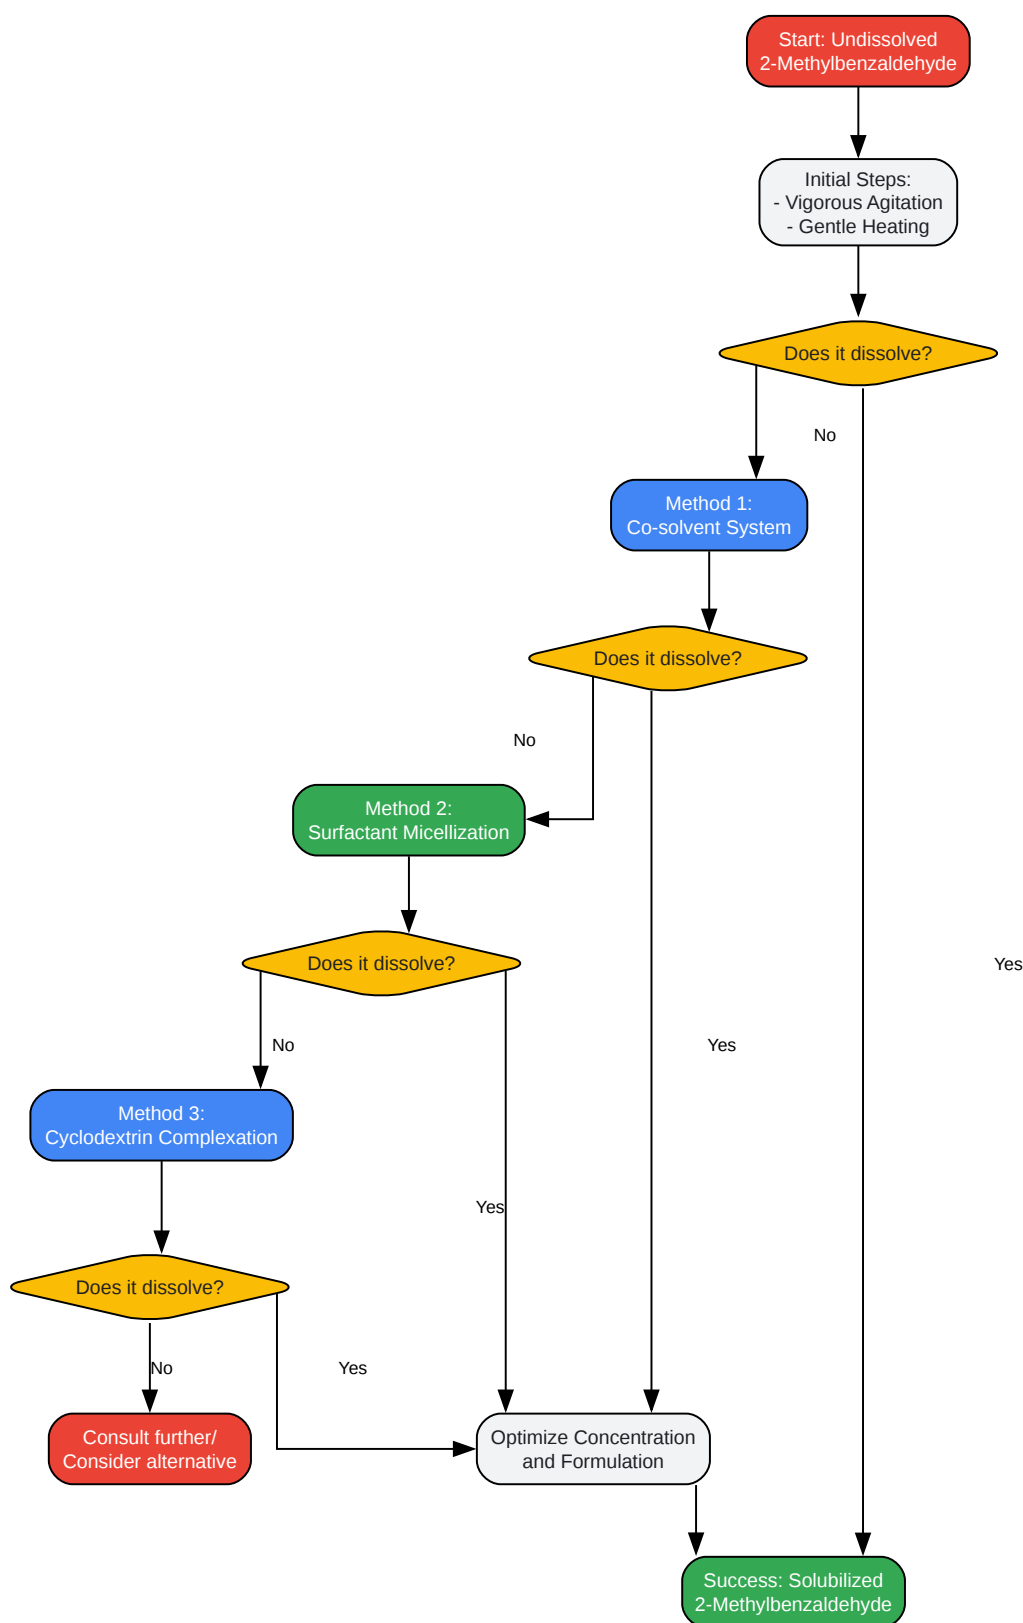 Start: Undissolved
2-Methylbenzaldehyde
Initial Steps:
- Vigorous Agitation
- Gentle Heating
Does it dissolve?
No
Method 1:
Co-solvent System
Does it dissolve?
No
Method 2:
Surfactant Micellization
Does it dissolve?
Yes
No
Yes
Method 3:
Cyclodextrin Complexation
Yes
Does it dissolve?
No
Yes
Consult further/
Consider alternative
Optimize Concentration
and Formulation
Success: Solubilized
2-Methylbenzaldehyde